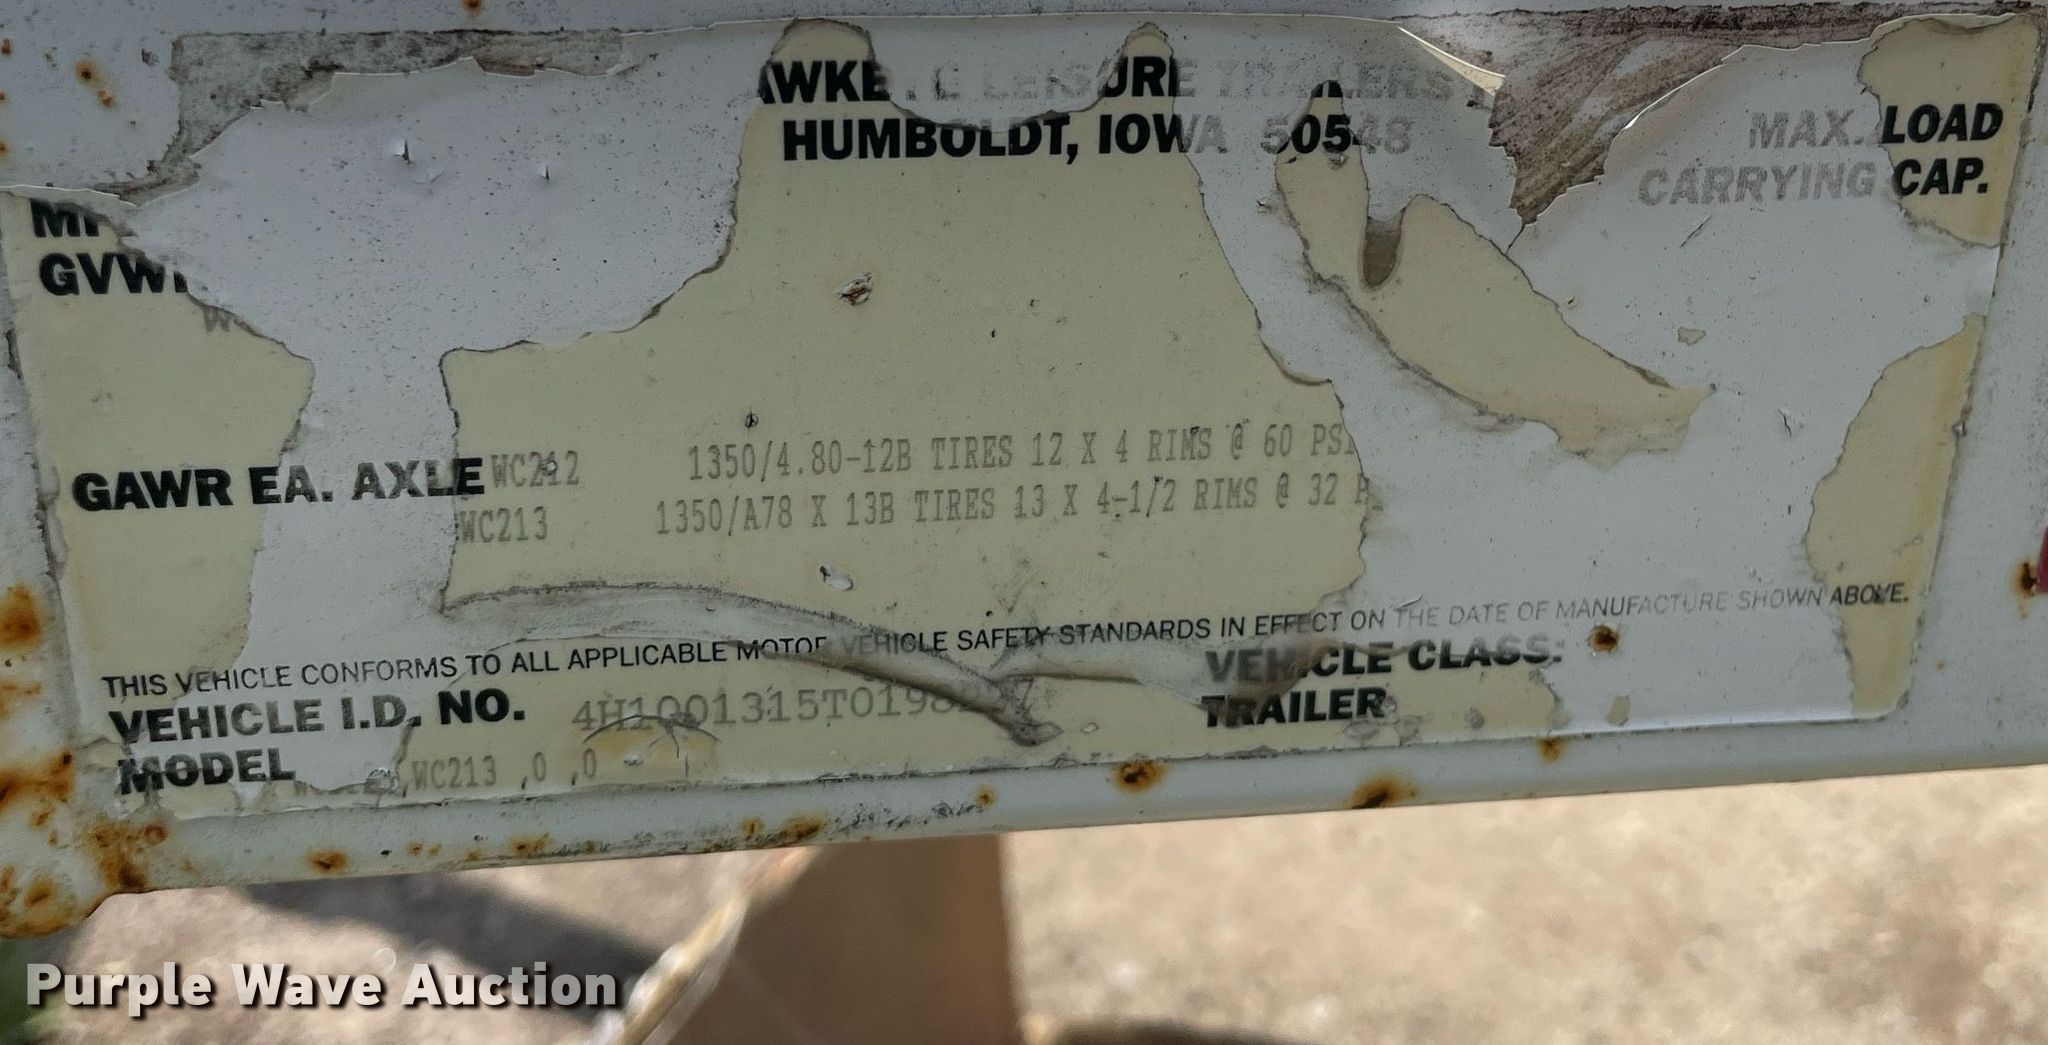 LEISURE TRAILERS
HUMBOLDT, IOWA 50548
MAX. LOAD
CARRYING CAP.
GAWR EA. AXLE WC212 1350/4.80-12B TIRES 12 X 4 RIMS @ 60 PSI
WC213 1350/A78 X 13B TIRES 13 X 4-1/2 RIMS @ 32
THIS VEHICLE CONFORMS TO ALL APPLICABLE MOTOR VEHICLE SAFETY STANDARDS IN EFFECT ON THE DATE OF MANUFACTURE SHOWN ABOVE.
VEHICLE I.D. NO.
VEHICLE CLASS:
TRAILER
MODEL WC213 ,0 ,0
Purple Wave Auction